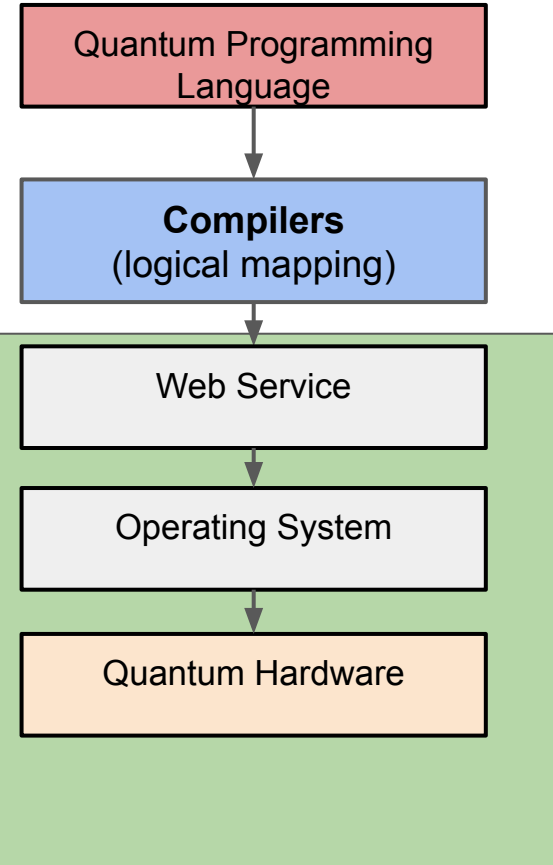 Quantum Programming
Language
Compilers
(logical mapping)
Web Service
Operating System
Quantum Hardware